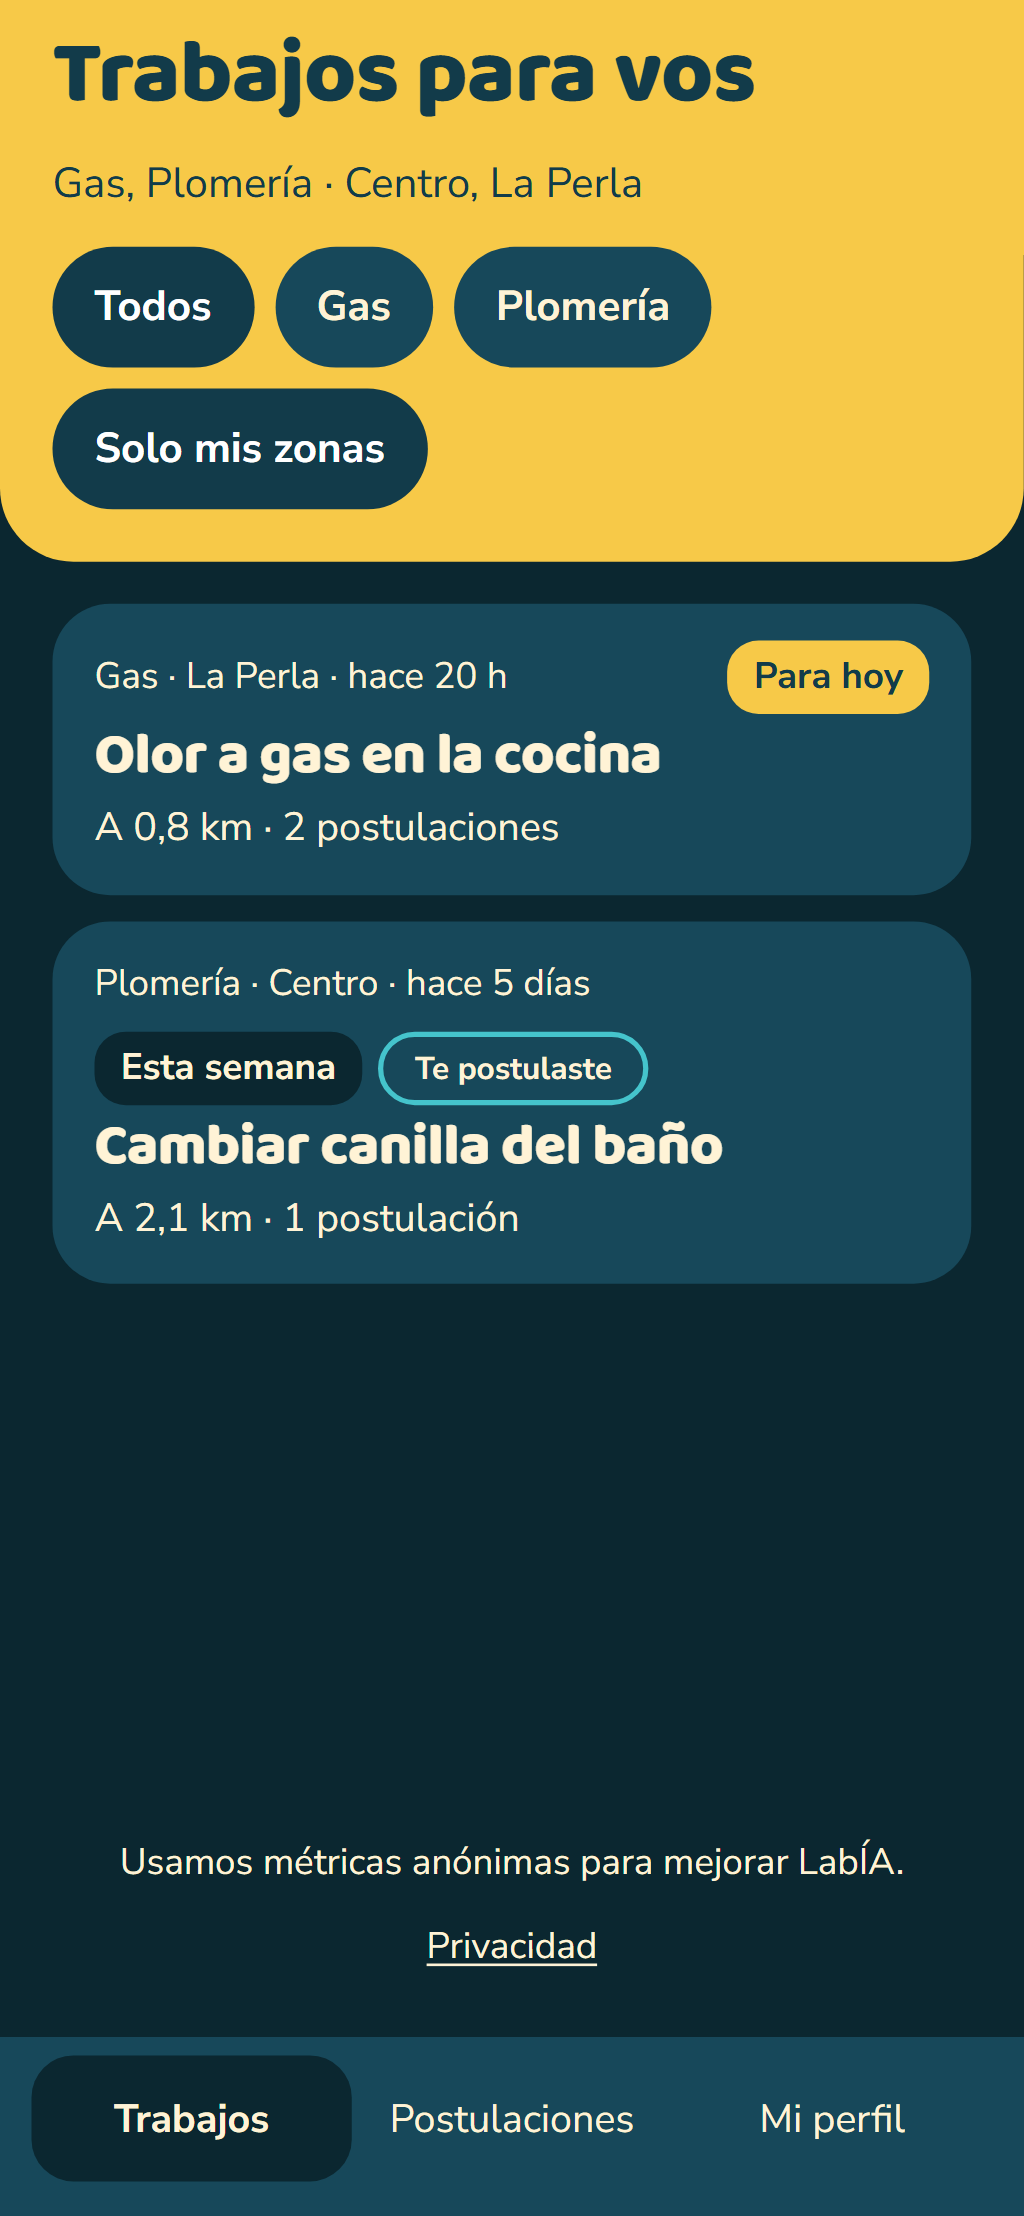 Trabajos para vos
Gas, Plomería · Centro, La Perla
Todos
Gas
Plomería
Solo mis zonas
Gas · La Perla · hace 20 h
Para hoy
Olor a gas en la cocina
A 0,8 km · 2 postulaciones
Plomería · Centro · hace 5 días
Esta semana
Te postulaste
Cambiar canilla del baño
A 2,1 km · 1 postulación
Usamos métricas anónimas para mejorar LabÍA.
Privacidad
Trabajos
Postulaciones
Mi perfil